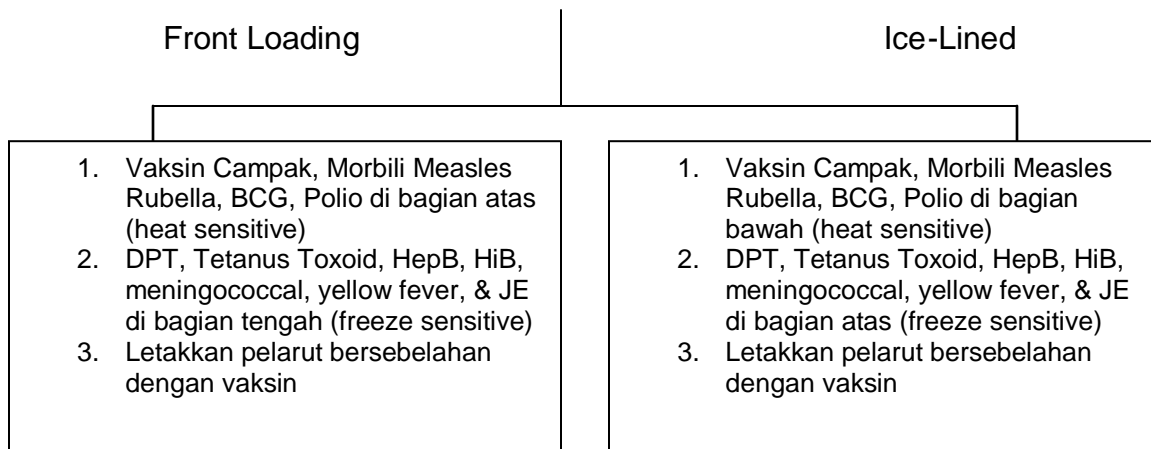 Front Loading
Ice-Lined
1. Vaksin Campak, Morbili Measles
Rubella, BCG, Polio di bagian atas
(heat sensitive)
2. DPT, Tetanus Toxoid, HepB, HiB,
meningococcal, yellow fever, & JE
di bagian tengah (freeze sensitive)
3. Letakkan pelarut bersebelahan
dengan vaksin
1. Vaksin Campak, Morbili Measles
Rubella, BCG, Polio di bagian
bawah (heat sensitive)
2. DPT, Tetanus Toxoid, HepB, HiB,
meningococcal, yellow fever, & JE
di bagian atas (freeze sensitive)
3. Letakkan pelarut bersebelahan
dengan vaksin